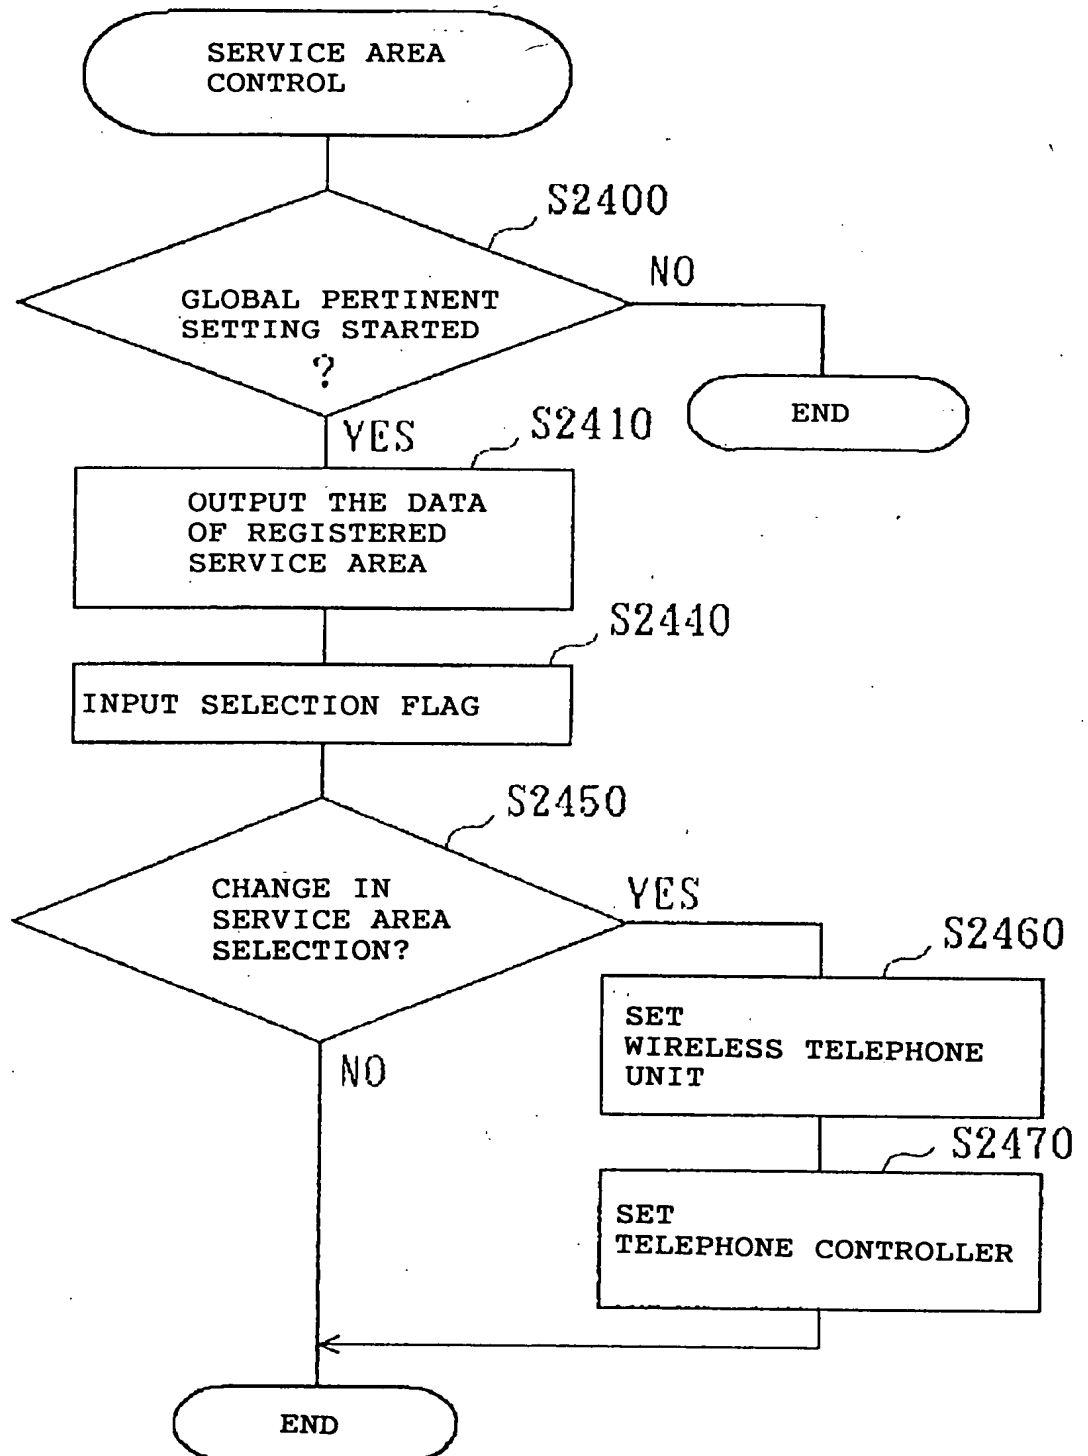 SERVICE AREA
CONTROL
S2400
NO
GLOBAL PERTINENT
SETTING STARTED
?
END
YES
S2410
OUTPUT THE DATA
OF REGISTERED
SERVICE AREA
S2440
INPUT SELECTION FLAG
S2450
CHANGE IN
SERVICE AREA
SELECTION?
YES
S2460
SET
WIRELESS TELEPHONE
UNIT
NO
S2470
SET
TELEPHONE CONTROLLER
END